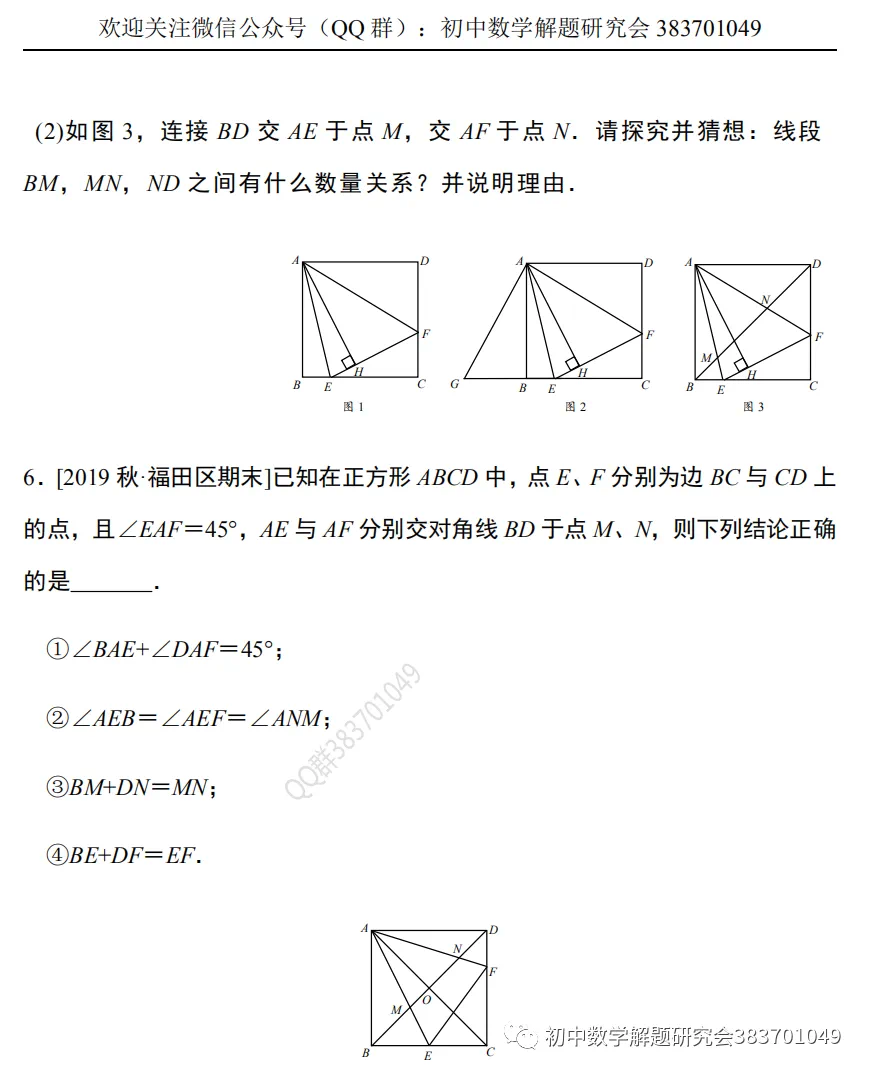 欢迎关注微信公众号（QQ 群）：初中数学解题研究会 383701049
(2)如图 3，连接 BD 交 AE 于点 M，交 AF 于点 N．请探究并猜想：线段
BM，MN，ND 之间有什么数量关系？并说明理由．
A D F B E H C
图 1
A D F G B E H C
图 2
A D N F M B E H C
图 3
6．[2019 秋·福田区期末]已知在正方形 ABCD 中，点 E、F 分别为边 BC 与 CD 上
的点，且∠EAF＝45°，AE 与 AF 分别交对角线 BD 于点 M、N，则下列结论正确
的是_______．
①∠BAE+∠DAF＝45°；
②∠AEB＝∠AEF＝∠ANM；
③BM+DN＝MN；
④BE+DF＝EF．
QQ群383701049
A D N F O M B E C
初中数学解题研究会383701049